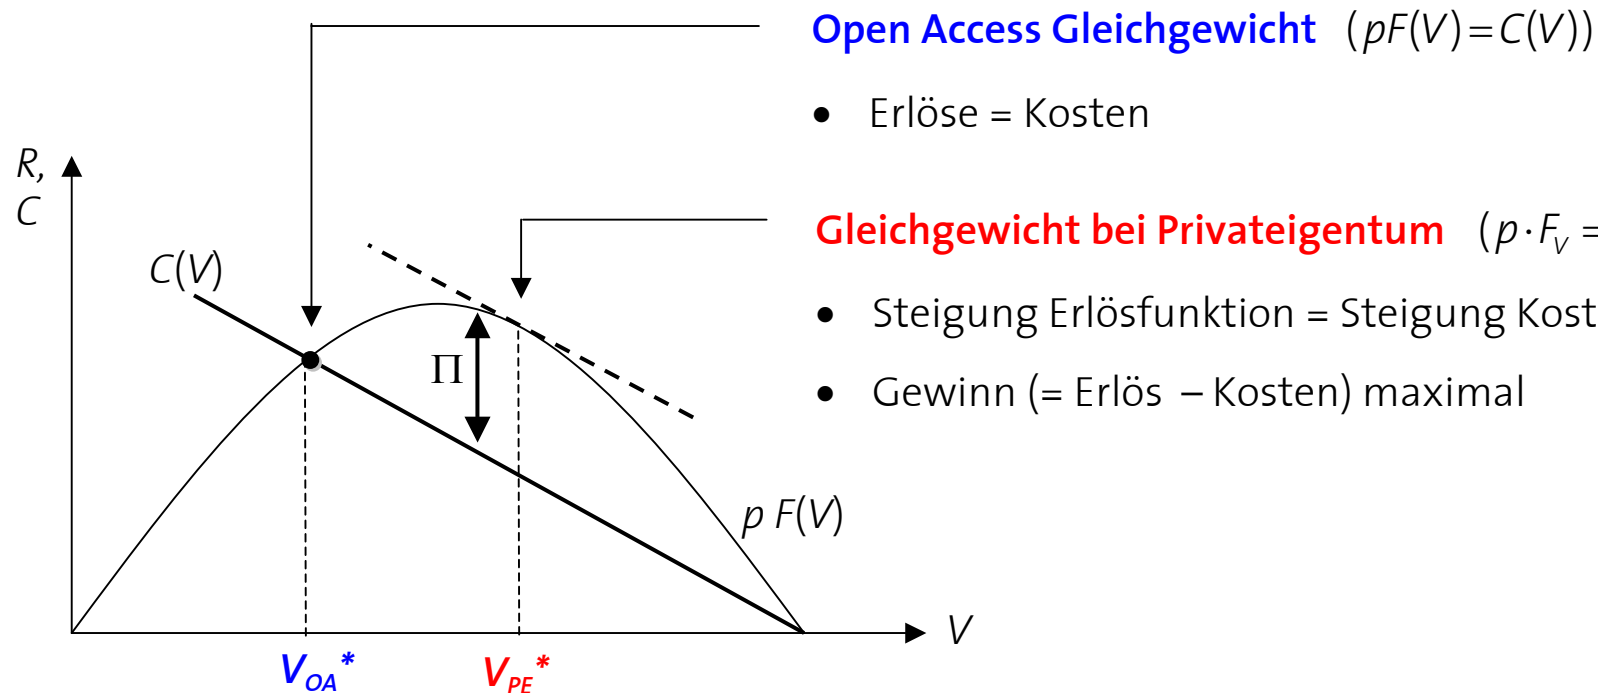 Open Access Gleichgewicht (pF(V)=C(V))
• Erlöse = Kosten
Gleichgewicht bei Privateigentum (p·F_V =
• Steigung Erlösfunktion = Steigung Kost
• Gewinn (= Erlös – Kosten) maximal
R,
C
C(V)
Π
p F(V)
V
V_OA*
V_PE*